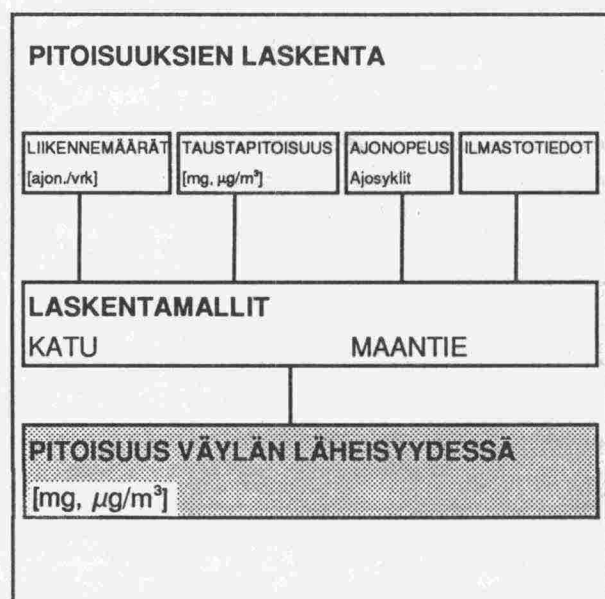 PITOISUUKSIEN LASKENTA
LIIKENNEMÄÄRÄT
[ajon./vrk]
TAUSTAPITOISUUS
[mg, µg/m³]
AJONOPEUS
Ajosyklit
ILMASTOTIEDOT
LASKENTAMALLIT
KATU MAANTIE
PITOISUUS VÄYLÄN LÄHEISYYDESSÄ
[mg, µg/m³]